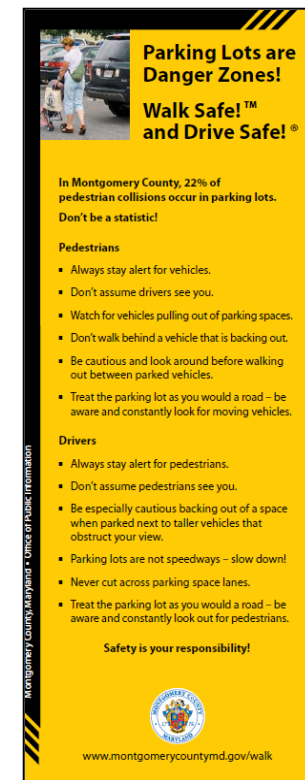 Parking Lots are
Danger Zones!
Walk Safe!™
and Drive Safe!®
In Montgomery County, 22% of
pedestrian collisions occur in parking lots.
Don't be a statistic!
Pedestrians
▪ Always stay alert for vehicles.
▪ Don't assume drivers see you.
▪ Watch for vehicles pulling out of parking spaces.
▪ Don't walk behind a vehicle that is backing out.
▪ Be cautious and look around before walking
out between parked vehicles.
▪ Treat the parking lot as you would a road – be
aware and constantly look for moving vehicles.
Drivers
▪ Always stay alert for pedestrians.
▪ Don't assume pedestrians see you.
▪ Be especially cautious backing out of a space
when parked next to taller vehicles that
obstruct your view.
▪ Parking lots are not speedways – slow down!
▪ Never cut across parking space lanes.
▪ Treat the parking lot as you would a road – be
aware and constantly look out for pedestrians.
Safety is your responsibility!
MONTGOMERY COUNTY
MARYLAND
www.montgomerycountymd.gov/walk
Montgomery County, Maryland • Office of Public Information